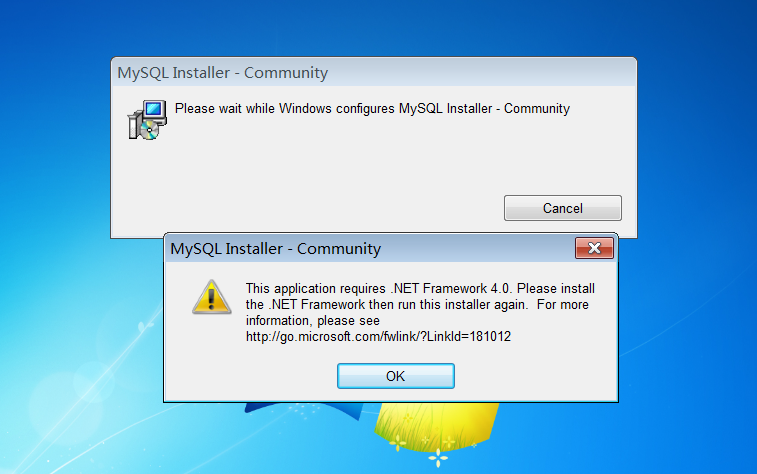 MySQL Installer - Community
Please wait while Windows configures MySQL Installer - Community
Cancel
MySQL Installer - Community
This application requires .NET Framework 4.0. Please install
the .NET Framework then run this installer again.  For more
information, please see
http://go.microsoft.com/fwlink/?LinkId=181012
OK